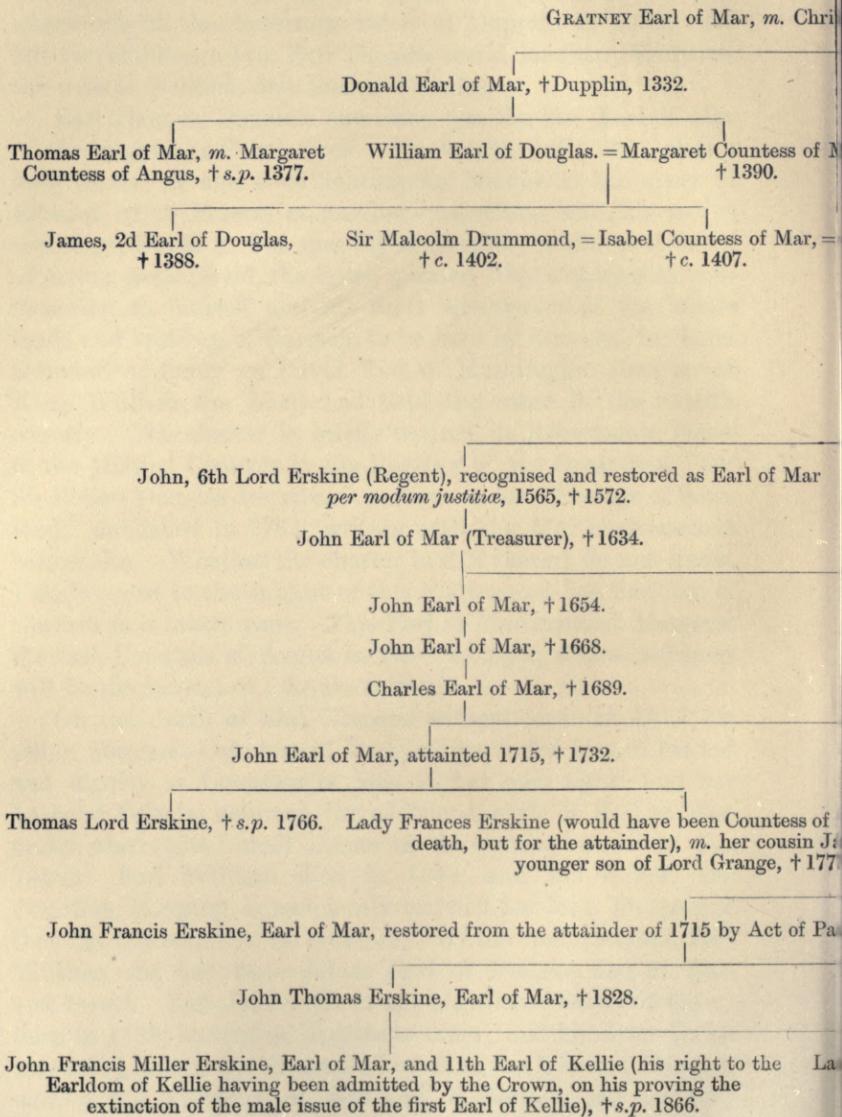 GRATNEY Earl of Mar, m.
Donald Earl of Mar, † Dupplin, 1332.
Thomas Earl of Mar, m. Margaret
Countess of Angus, † s.p. 1377.
William Earl of Douglas. = Margaret Countess of
† 1390.
James, 2d Earl of Douglas,
† 1388.
Sir Malcolm Drummond, = Isabel Countess of Mar, =
† c. 1402.
† c. 1407.
John, 6th Lord Erskine (Regent), recognised and restored as Earl of Mar
per modum justitiæ, 1565, † 1572.
John Earl of Mar (Treasurer), † 1634.
John Earl of Mar, † 1654.
John Earl of Mar, † 1668.
Charles Earl of Mar, † 1689.
John Earl of Mar, attainted 1715, † 1732.
Thomas Lord Erskine, † s.p. 1766.
Lady Frances Erskine (would have been Countess of
death, but for the attainder), m. her cousin
younger son of Lord Grange, † 177
John Francis Erskine, Earl of Mar, restored from the attainder of 1715 by Act of
John Thomas Erskine, Earl of Mar, † 1828.
John Francis Miller Erskine, Earl of Mar, and 11th Earl of Kellie (his right to the
Earldom of Kellie having been admitted by the Crown, on his proving the
extinction of the male issue of the first Earl of Kellie), † s.p. 1866.